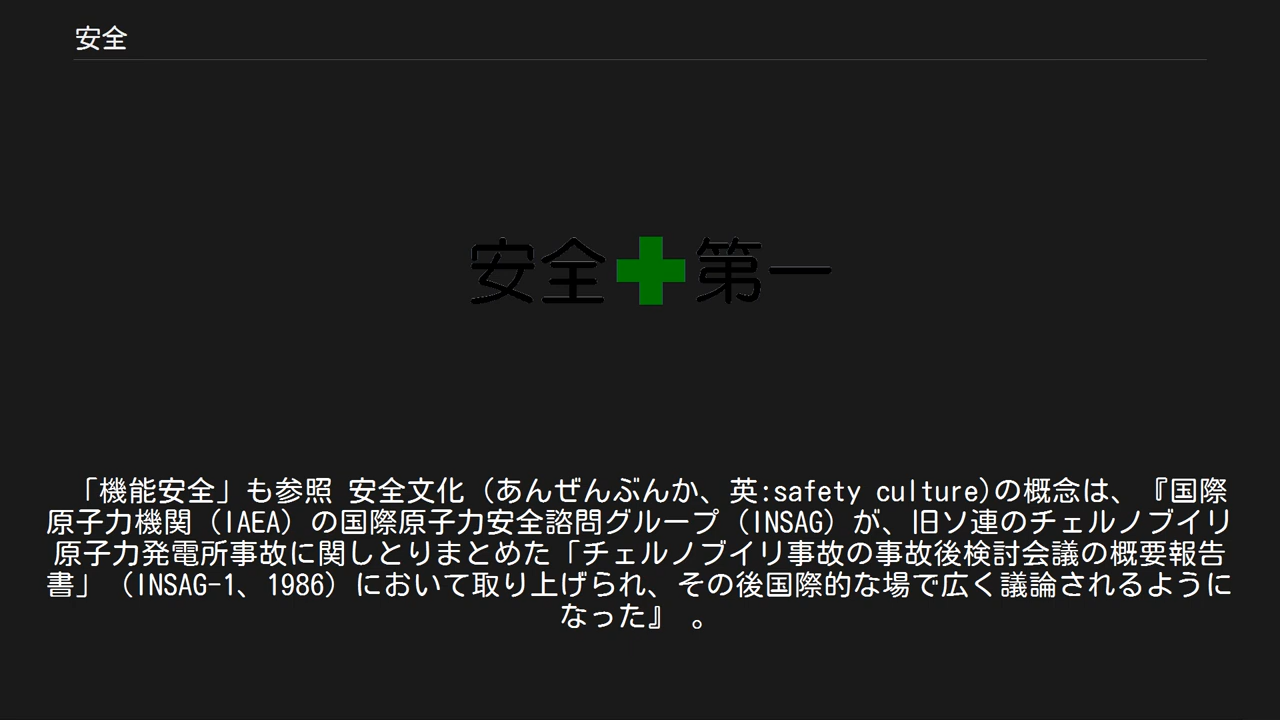 安全
安全 第一
「機能安全」も参照 安全文化（あんぜんぶんか、英:safety culture)の概念は、『国際
原子力機関（IAEA）の国際原子力安全諮問グループ（INSAG）が、旧ソ連のチェルノブイリ
原子力発電所事故に関しとりまとめた「チェルノブイリ事故の事故後検討会議の概要報告
書」（INSAG-1、1986）において取り上げられ、その後国際的な場で広く議論されるように
なった』 。